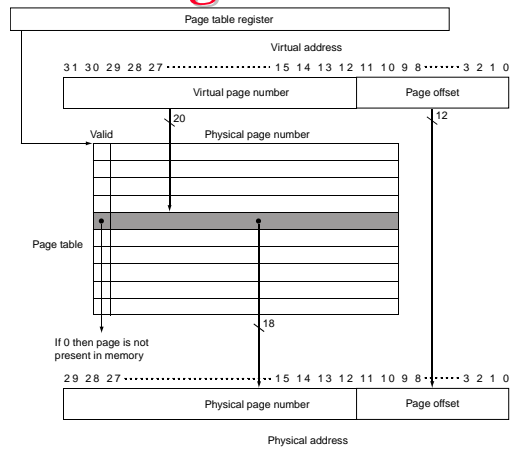 Page table register
Virtual address
31 30 29 28 27 15 14 13 12 11 10 9 8 3 2 1 0
Virtual page number Page offset
20 12
Valid Physical page number
Page table
18
If 0 then page is not
present in memory
29 28 27 15 14 13 12 11 10 9 8 3 2 1 0
Physical page number Page offset
Physical address